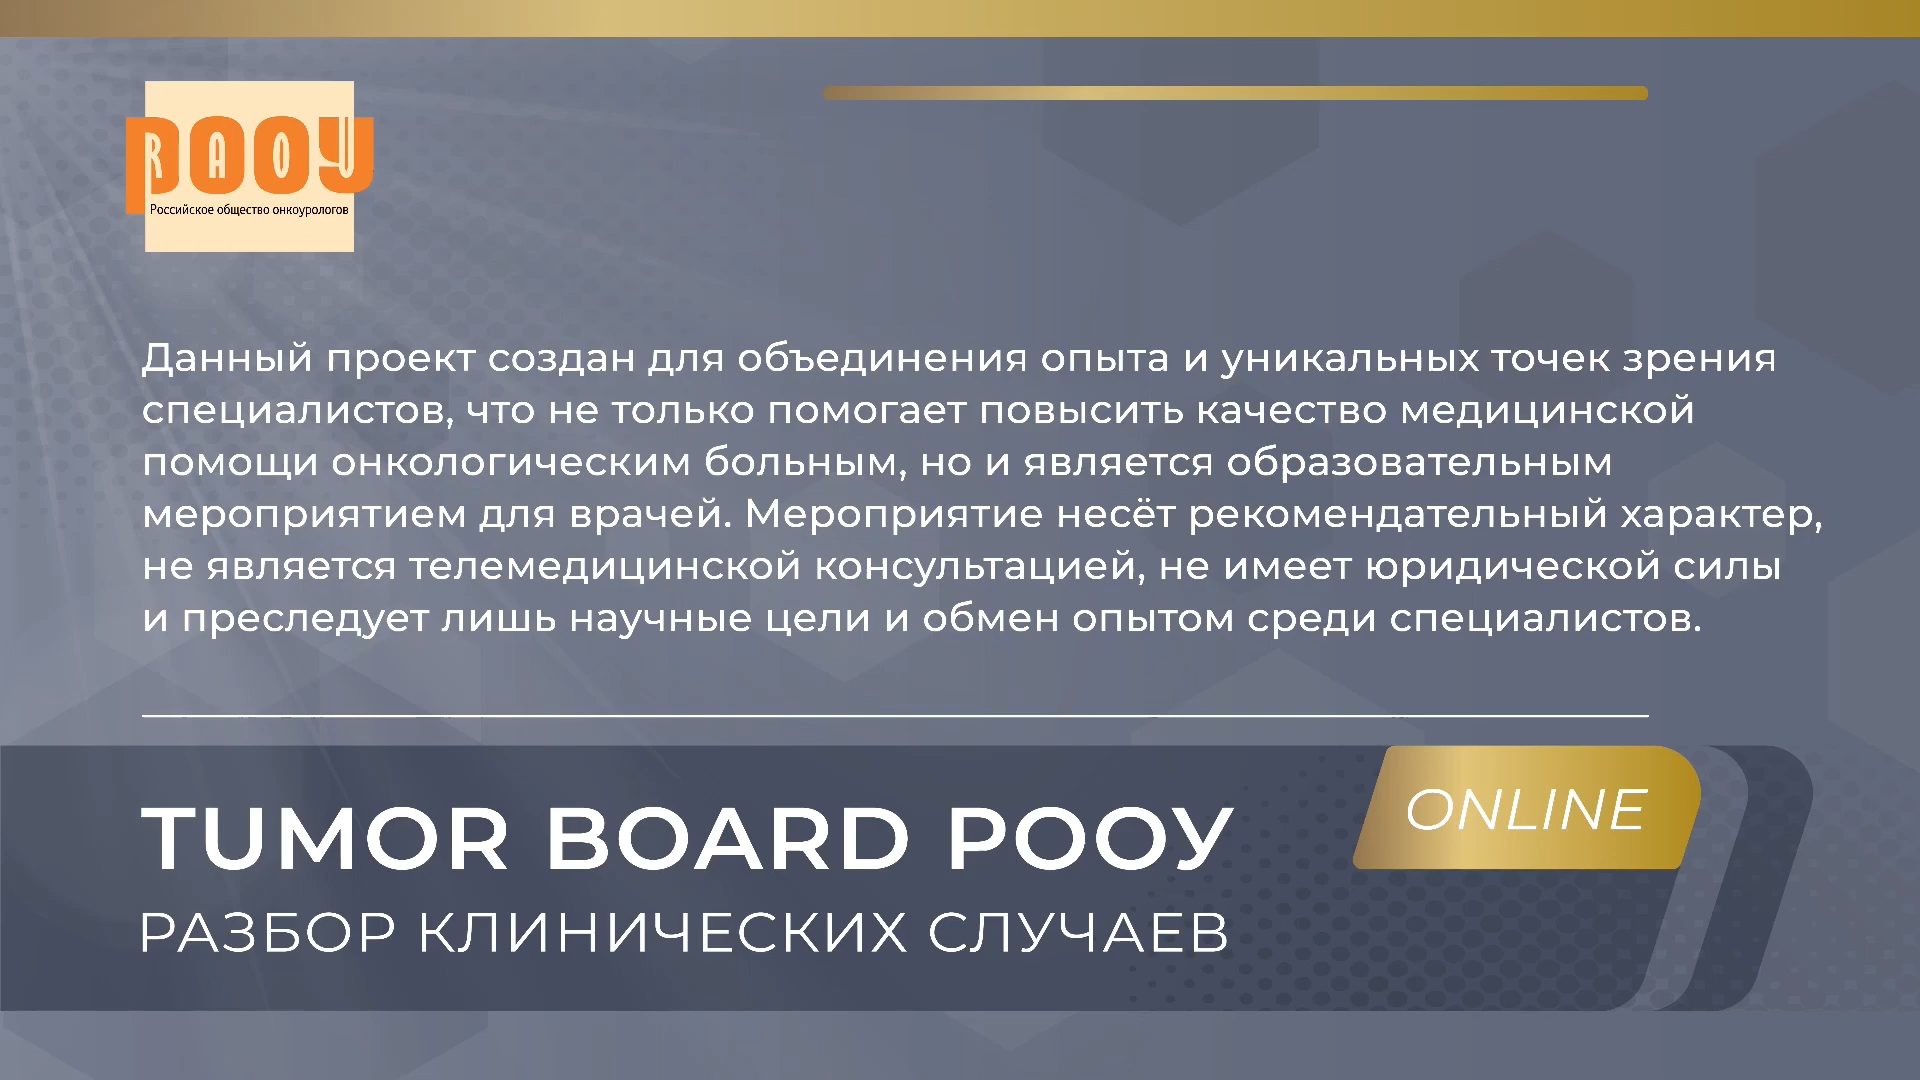 РООУ
RAOU
Российское общество онкоурологов
Данный проект создан для объединения опыта и уникальных точек зрения
специалистов, что не только помогает повысить качество медицинской
помощи онкологическим больным, но и является образовательным
мероприятием для врачей. Мероприятие несёт рекомендательный характер,
не является телемедицинской консультацией, не имеет юридической силы
и преследует лишь научные цели и обмен опытом среди специалистов.
ONLINE
TUMOR BOARD РООУ
РАЗБОР КЛИНИЧЕСКИХ СЛУЧАЕВ